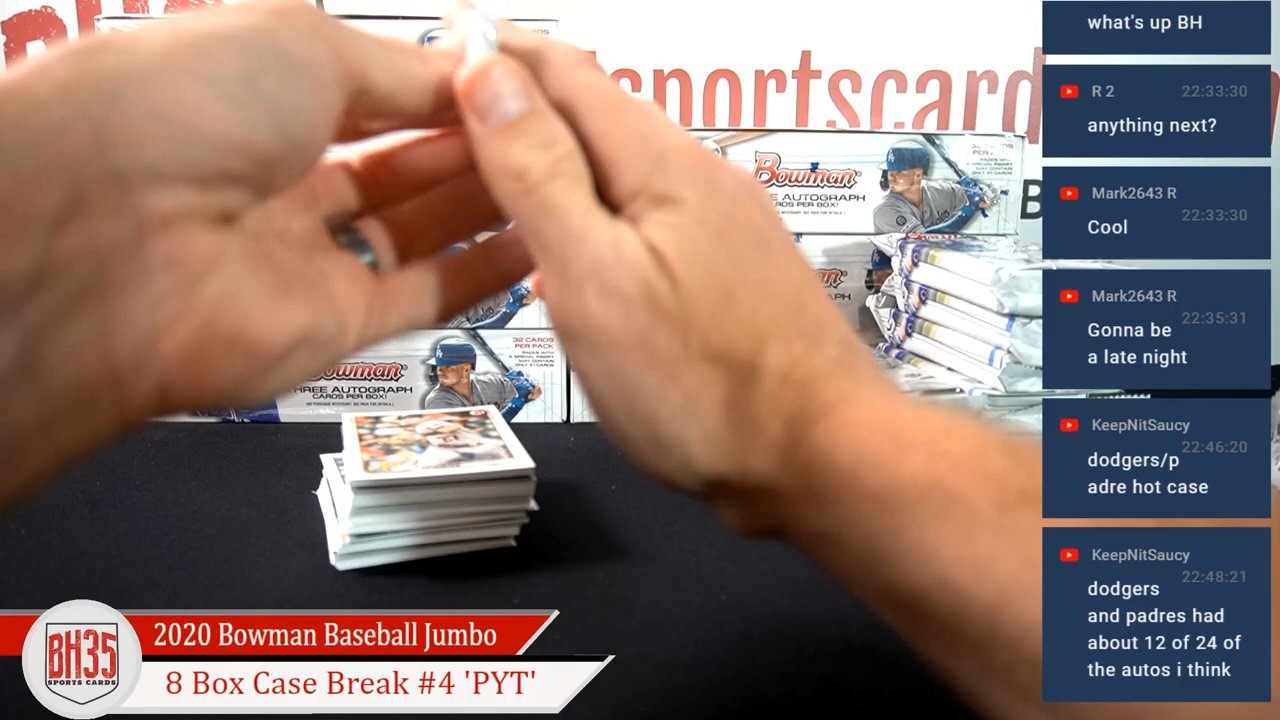 what's up BH
R 2 22:33:30
anything next?
Mark2643 R
22:33:30
Cool
Mark2643 R
22:35:31
Gonna be
a late night
KeepNitSaucy
22:46:20
dodgers/p
adre hot case
KeepNitSaucy
22:48:21
dodgers
and padres had
about 12 of 24 of
the autos i think
sportscard
Bowman
E AUTOGRAPH
RDS PER BOX!
32 CARDS
PER PACK
Bowman
THREE AUTOGRAPH
CARDS PER BOX!
BH35
SPORTS CARDS
2020 Bowman Baseball Jumbo
8 Box Case Break #4 'PYT'